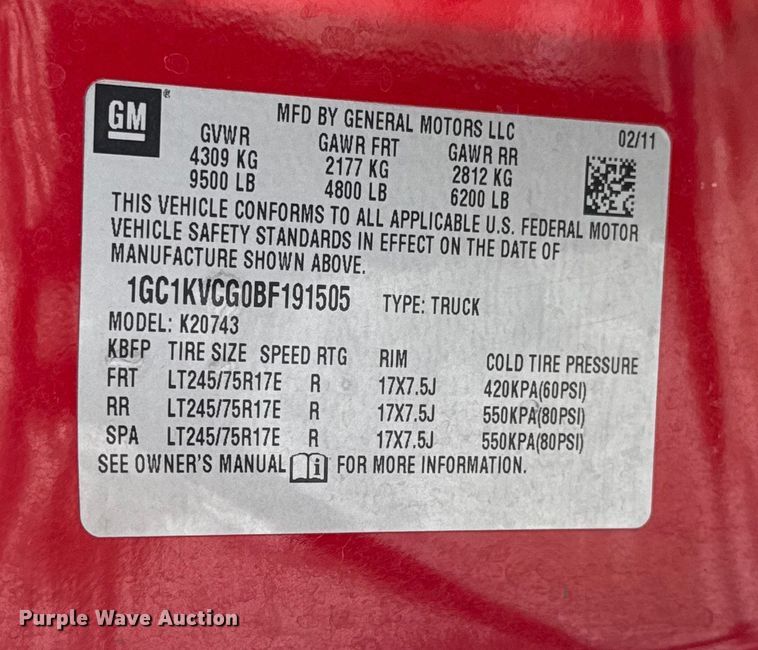 GM
MFD BY GENERAL MOTORS LLC
02/11
GVWR GAWR FRT GAWR RR
4309 KG 2177 KG 2812 KG
9500 LB 4800 LB 6200 LB
THIS VEHICLE CONFORMS TO ALL APPLICABLE U.S. FEDERAL MOTOR
VEHICLE SAFETY STANDARDS IN EFFECT ON THE DATE OF
MANUFACTURE SHOWN ABOVE.
1GC1KVCG0BF191505 TYPE: TRUCK
MODEL: K20743
KBFP TIRE SIZE SPEED RTG RIM COLD TIRE PRESSURE
FRT LT245/75R17E R 17X7.5J 420KPA(60PSI)
RR LT245/75R17E R 17X7.5J 550KPA(80PSI)
SPA LT245/75R17E R 17X7.5J 550KPA(80PSI)
SEE OWNER'S MANUAL i FOR MORE INFORMATION.
Purple Wave Auction